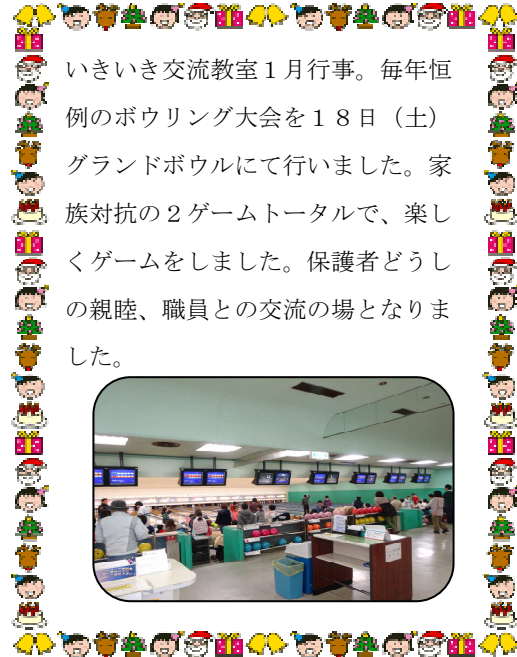 いきいき交流教室１月行事。毎年恒
例のボウリング大会を１８日（土）
グランドボウルにて行いました。家
族対抗の２ゲームトータルで、楽し
くゲームをしました。保護者どうし
の親睦、職員との交流の場となりま
した。